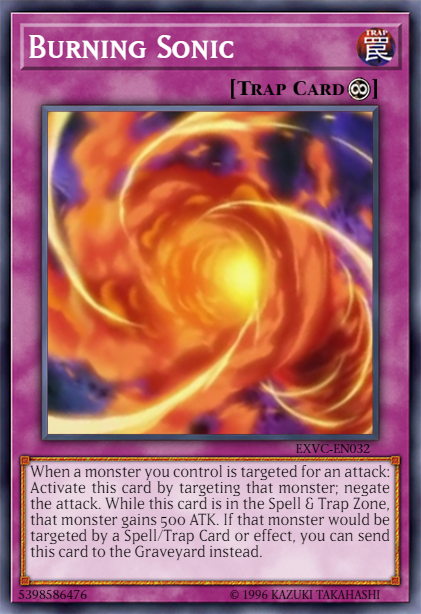 Burning Sonic
TRAP
罠
[Trap Card]
EXVC-EN032
When a monster you control is targeted for an attack:
Activate this card by targeting that monster; negate
the attack. While this card is in the Spell & Trap Zone,
that monster gains 500 ATK. If that monster would be
targeted by a Spell/Trap Card or effect, you can send
this card to the Graveyard instead.
5398586476 © 1996 KAZUKI TAKAHASHI